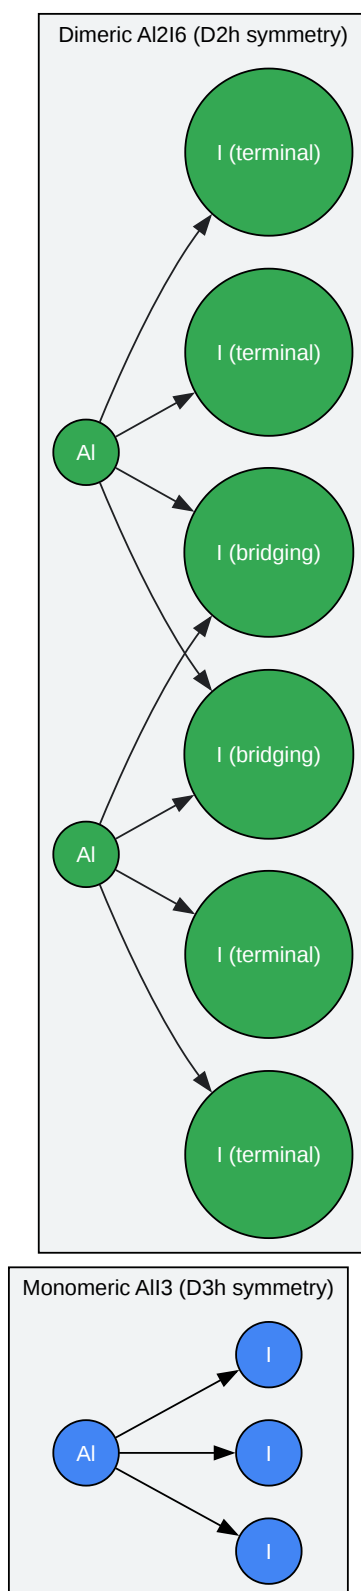 Dimeric Al2I6 (D2h symmetry)
I (terminal)
I (terminal)
Al
I (bridging)
I (bridging)
Al
I (terminal)
I (terminal)
Monomeric AlI3 (D3h symmetry)
I
Al
I
I